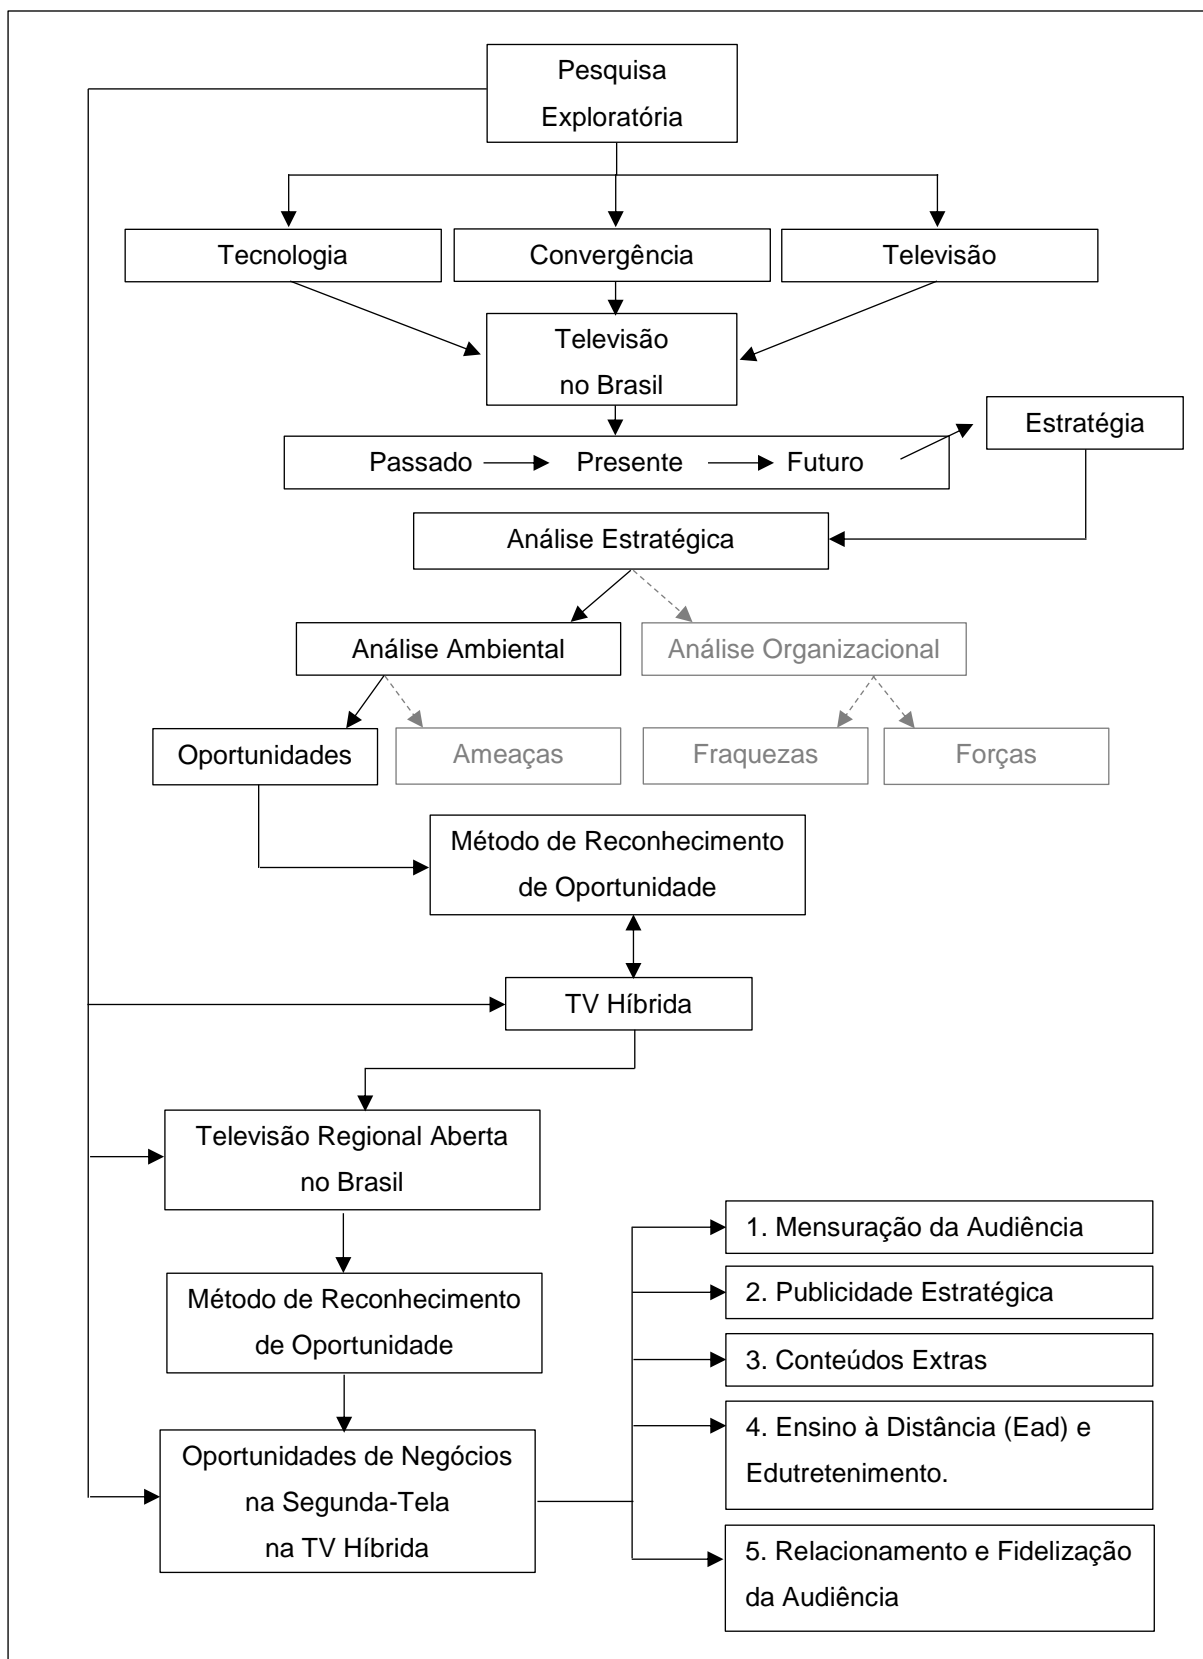 Pesquisa
Exploratória
Tecnologia
Convergência
Televisão
Televisão
no Brasil
Passado
Presente
Futuro
Estratégia
Análise Estratégica
Análise Ambiental
Análise Organizacional
Oportunidades
Ameaças
Fraquezas
Forças
Método de Reconhecimento
de Oportunidade
TV Híbrida
Televisão Regional Aberta
no Brasil
Método de Reconhecimento
de Oportunidade
Oportunidades de Negócios
na Segunda-Tela
na TV Híbrida
1. Mensuração da Audiência
2. Publicidade Estratégica
3. Conteúdos Extras
4. Ensino à Distância (Ead) e
Edutretenimento.
5. Relacionamento e Fidelização
da Audiência